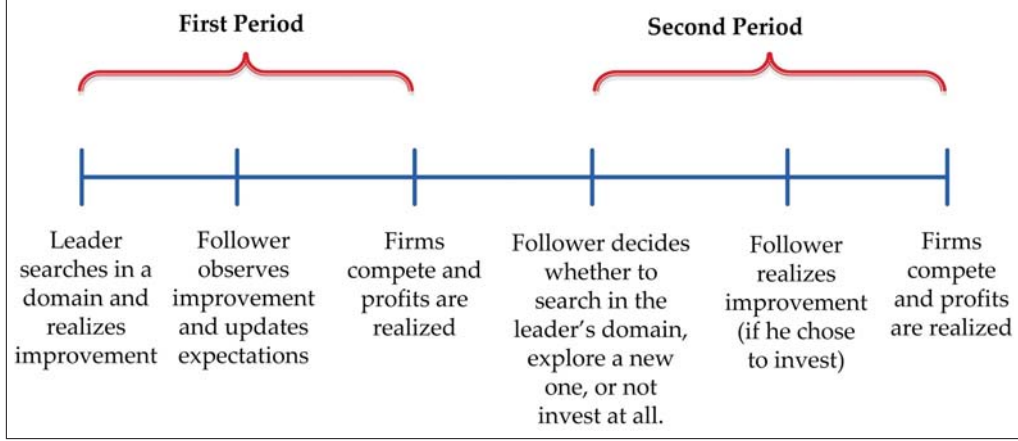 First Period
Second Period
Leader
searches in a
domain and
realizes
improvement
Follower
observes
improvement
and updates
expectations
Firms
compete and
profits are
realized
Follower decides
whether to
search in the
leader's domain,
explore a new
one, or not
invest at all.
Follower
realizes
improvement
(if he chose
to invest)
Firms
compete
and profits
are realized